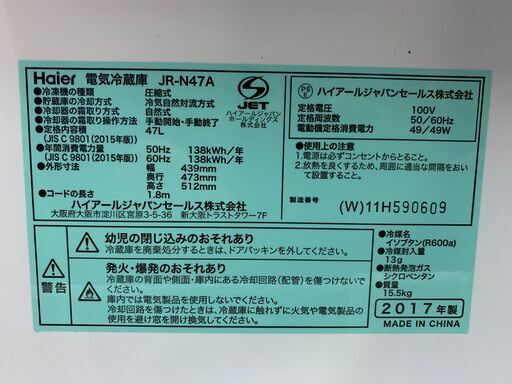 Haier 電気冷蔵庫 JR-N47A
●冷凍機の種類 圧縮式
●貯蔵庫の冷却方式 冷気自然対流方式
●冷却器の霜取り方式 自然式
●冷却器の霜取り操作方式 手動開始・手動終了
●定格内容積 47L
(JIS C 9801(2015年版))
●年間消費電力量 50Hz 138kWh/年
(JIS C 9801(2015年版)) 60Hz 138kWh/年
●外形寸法 幅 439mm
奥行 473mm
高さ 512mm
●コードの長さ 1.8m
ハイアールジャパンセールス株式会社
大阪府大阪市淀川区宮原3-5-36 新大阪トラストタワー7F
S JET
ハイアールジャパン
ホールディングス
株式会社
PS E
ハイアールジャパンセールス株式会社
定格電圧 100V
定格周波数 50/60Hz
電動機定格消費電力 49/49W
●使用上の注意
1.電源は必ずコンセントからとること。
2.放熱を良くするため、周囲に適当な間隔をおいて設置すること。
製造番号 (W)11H590609
警告
幼児の閉じ込めのおそれあり
冷蔵庫を廃棄処分するときは、ドアパッキンを外してください。
発火・爆発のおそれあり
冷蔵庫の背面や側面・庫内にある冷却回路(配管)を傷つけないでください。
庫内では電気製品を使用しないでください。
冷却回路を傷つけたときは、冷蔵庫に触れずに火気や電気製品の使用を避け窓を開け換気してください。
●冷媒名
イソブタン(R600a)
●冷媒封入量
13g
●断熱発泡ガス
シクロペンタン
●質量
15.5kg
2017年製
MADE IN CHINA